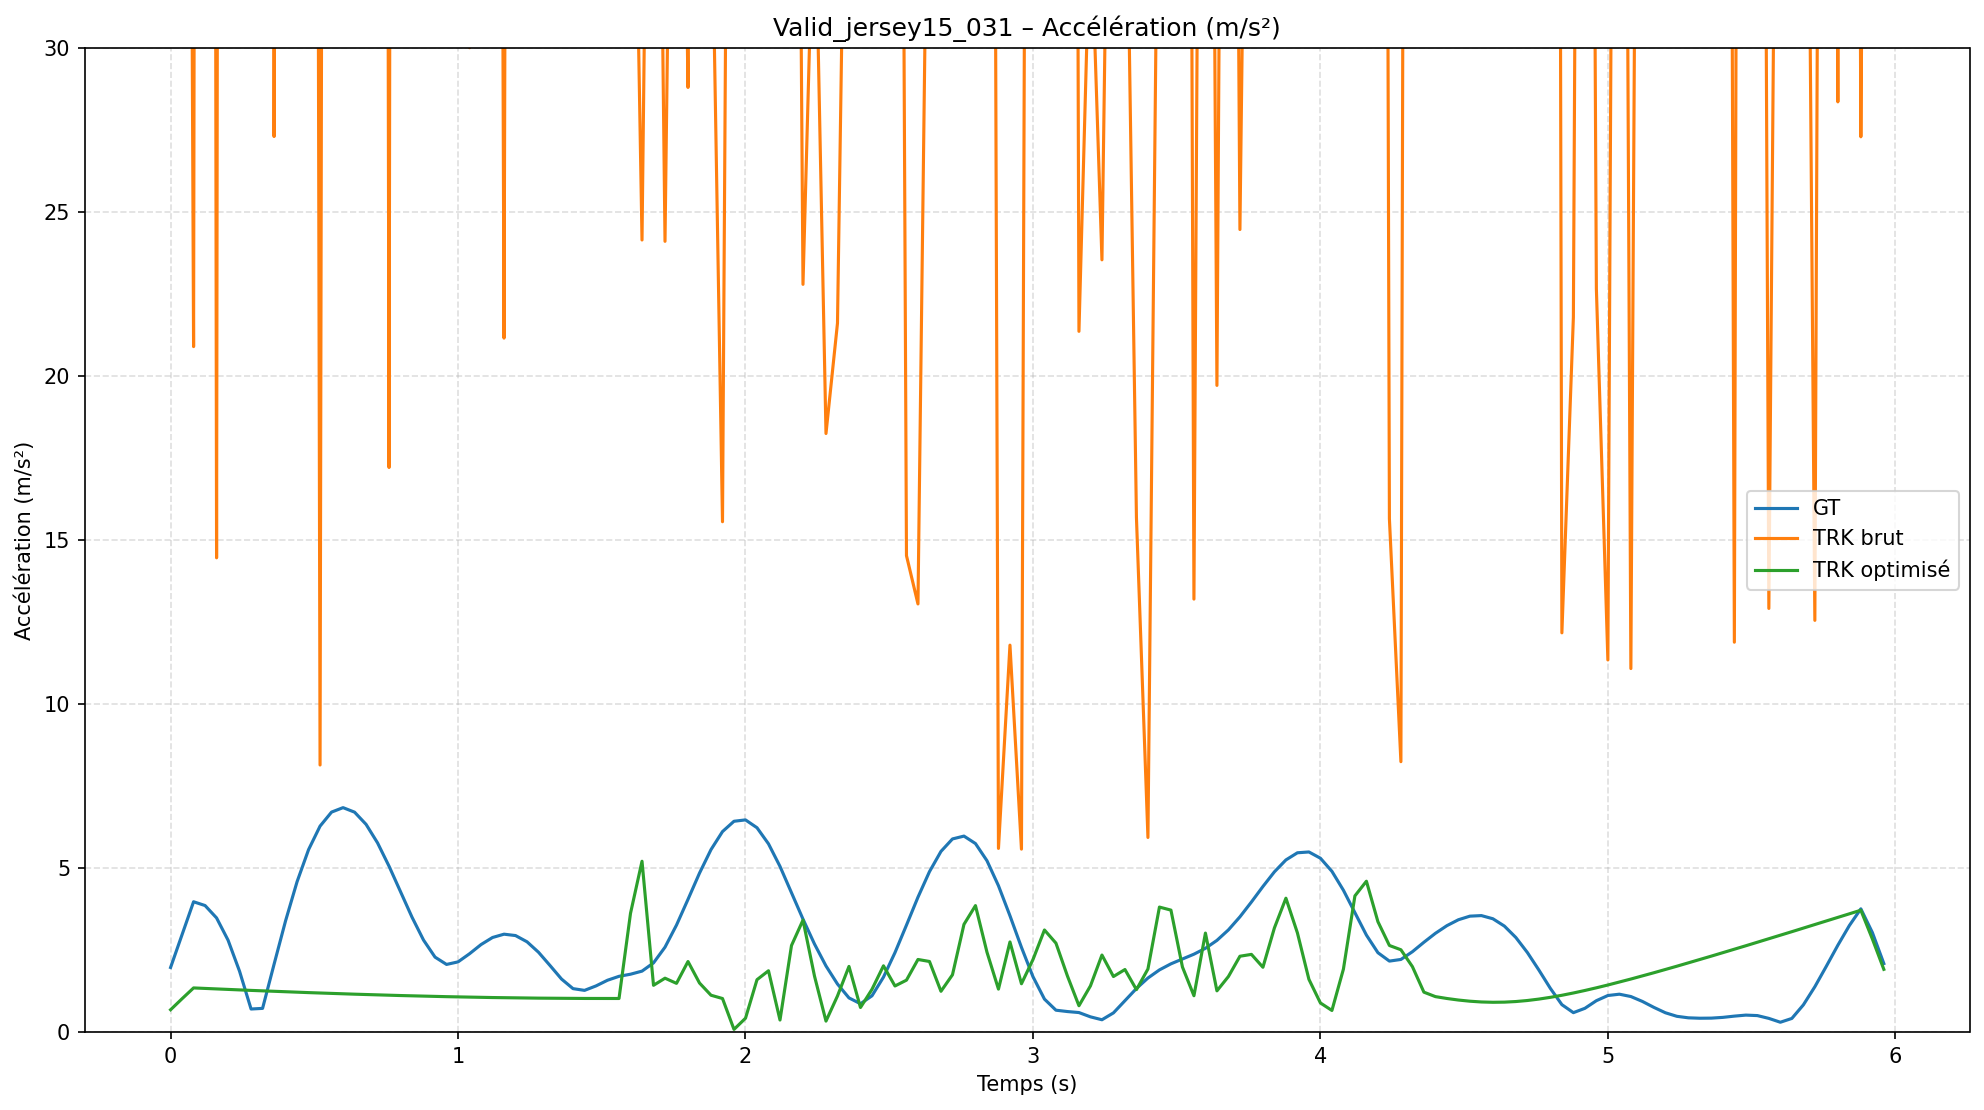 Valid_jersey15_031 – Accélération (m/s²)
30
25
20
15
10
5
0
Accélération (m/s²)
GT
TRK brut
TRK optimisé
0 1 2 3 4 5 6
Temps (s)